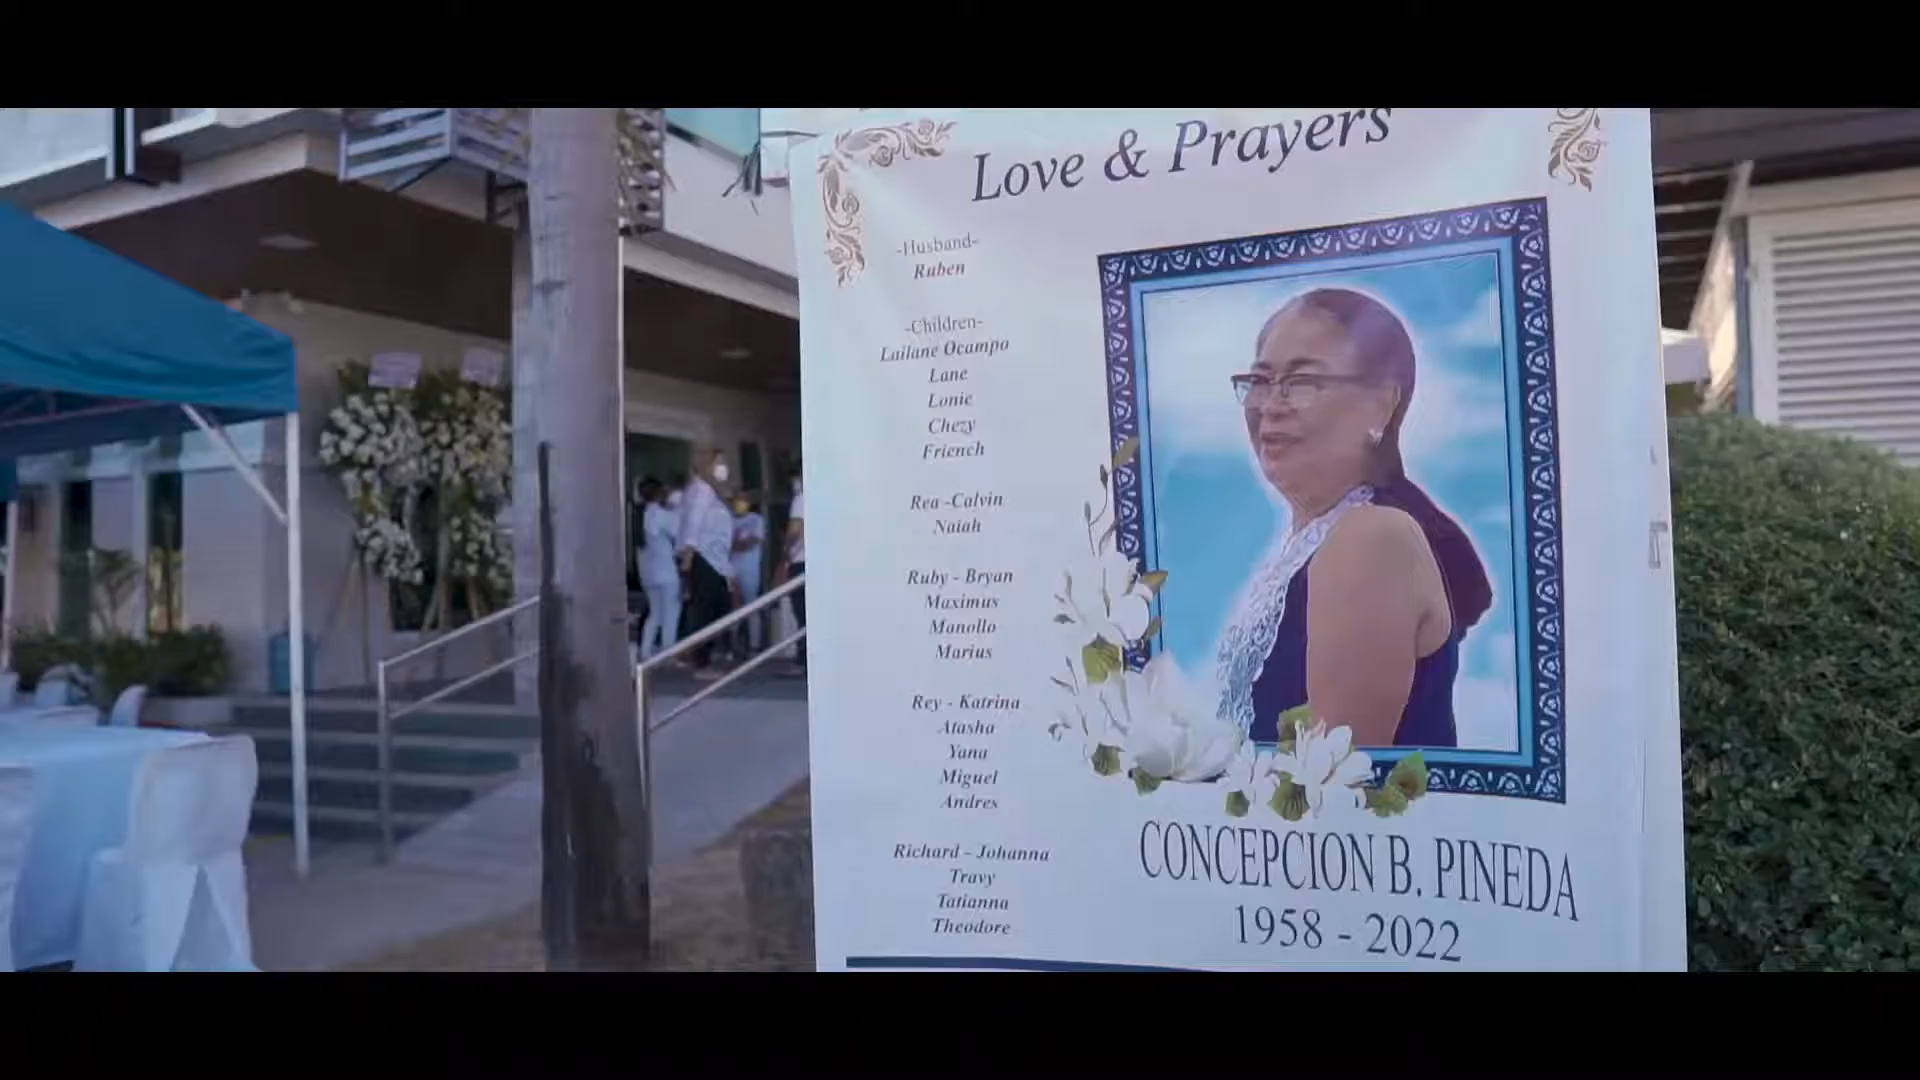 Love & Prayers
-Husband-
Ruben
-Children-
Lailane Ocampo
Lane
Lonie
Chezy
Friench
Rea -Calvin
Naiah
Ruby - Bryan
Maximus
Manollo
Marius
Rey - Katrina
Atasha
Yana
Miguel
Andres
Richard - Johanna
Travy
Tatianna
Theodore
CONCEPCION B. PINEDA
1958 - 2022